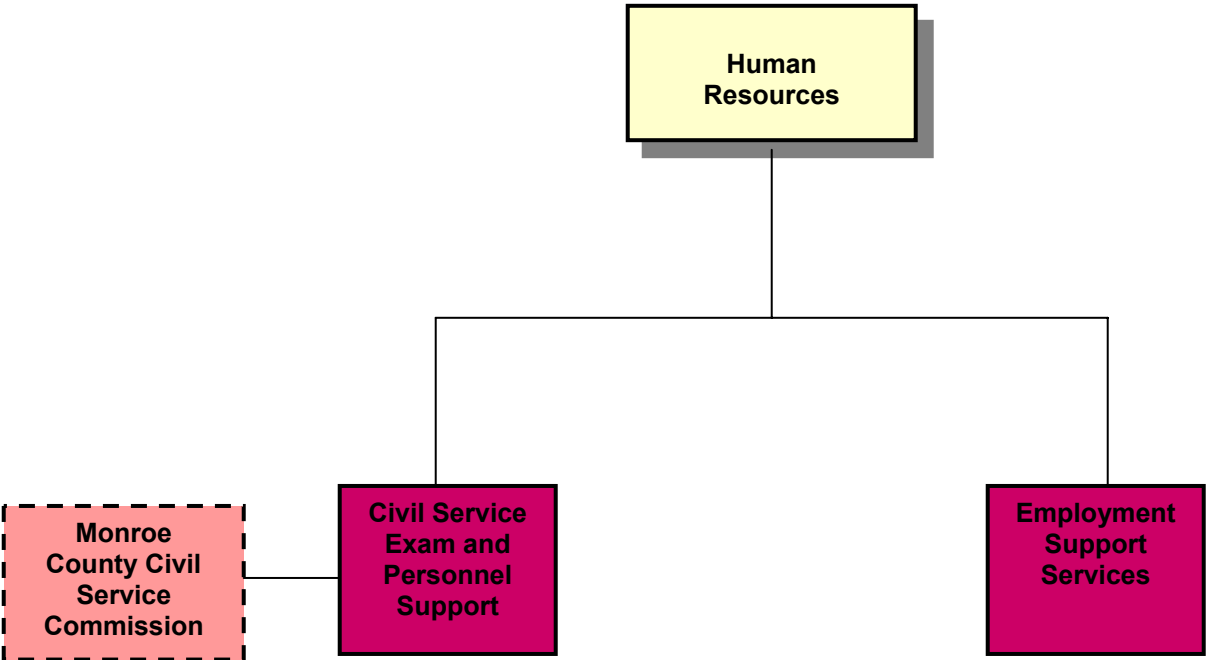 Human
Resources
Monroe
County Civil
Service
Commission
Civil Service
Exam and
Personnel
Support
Employment
Support
Services